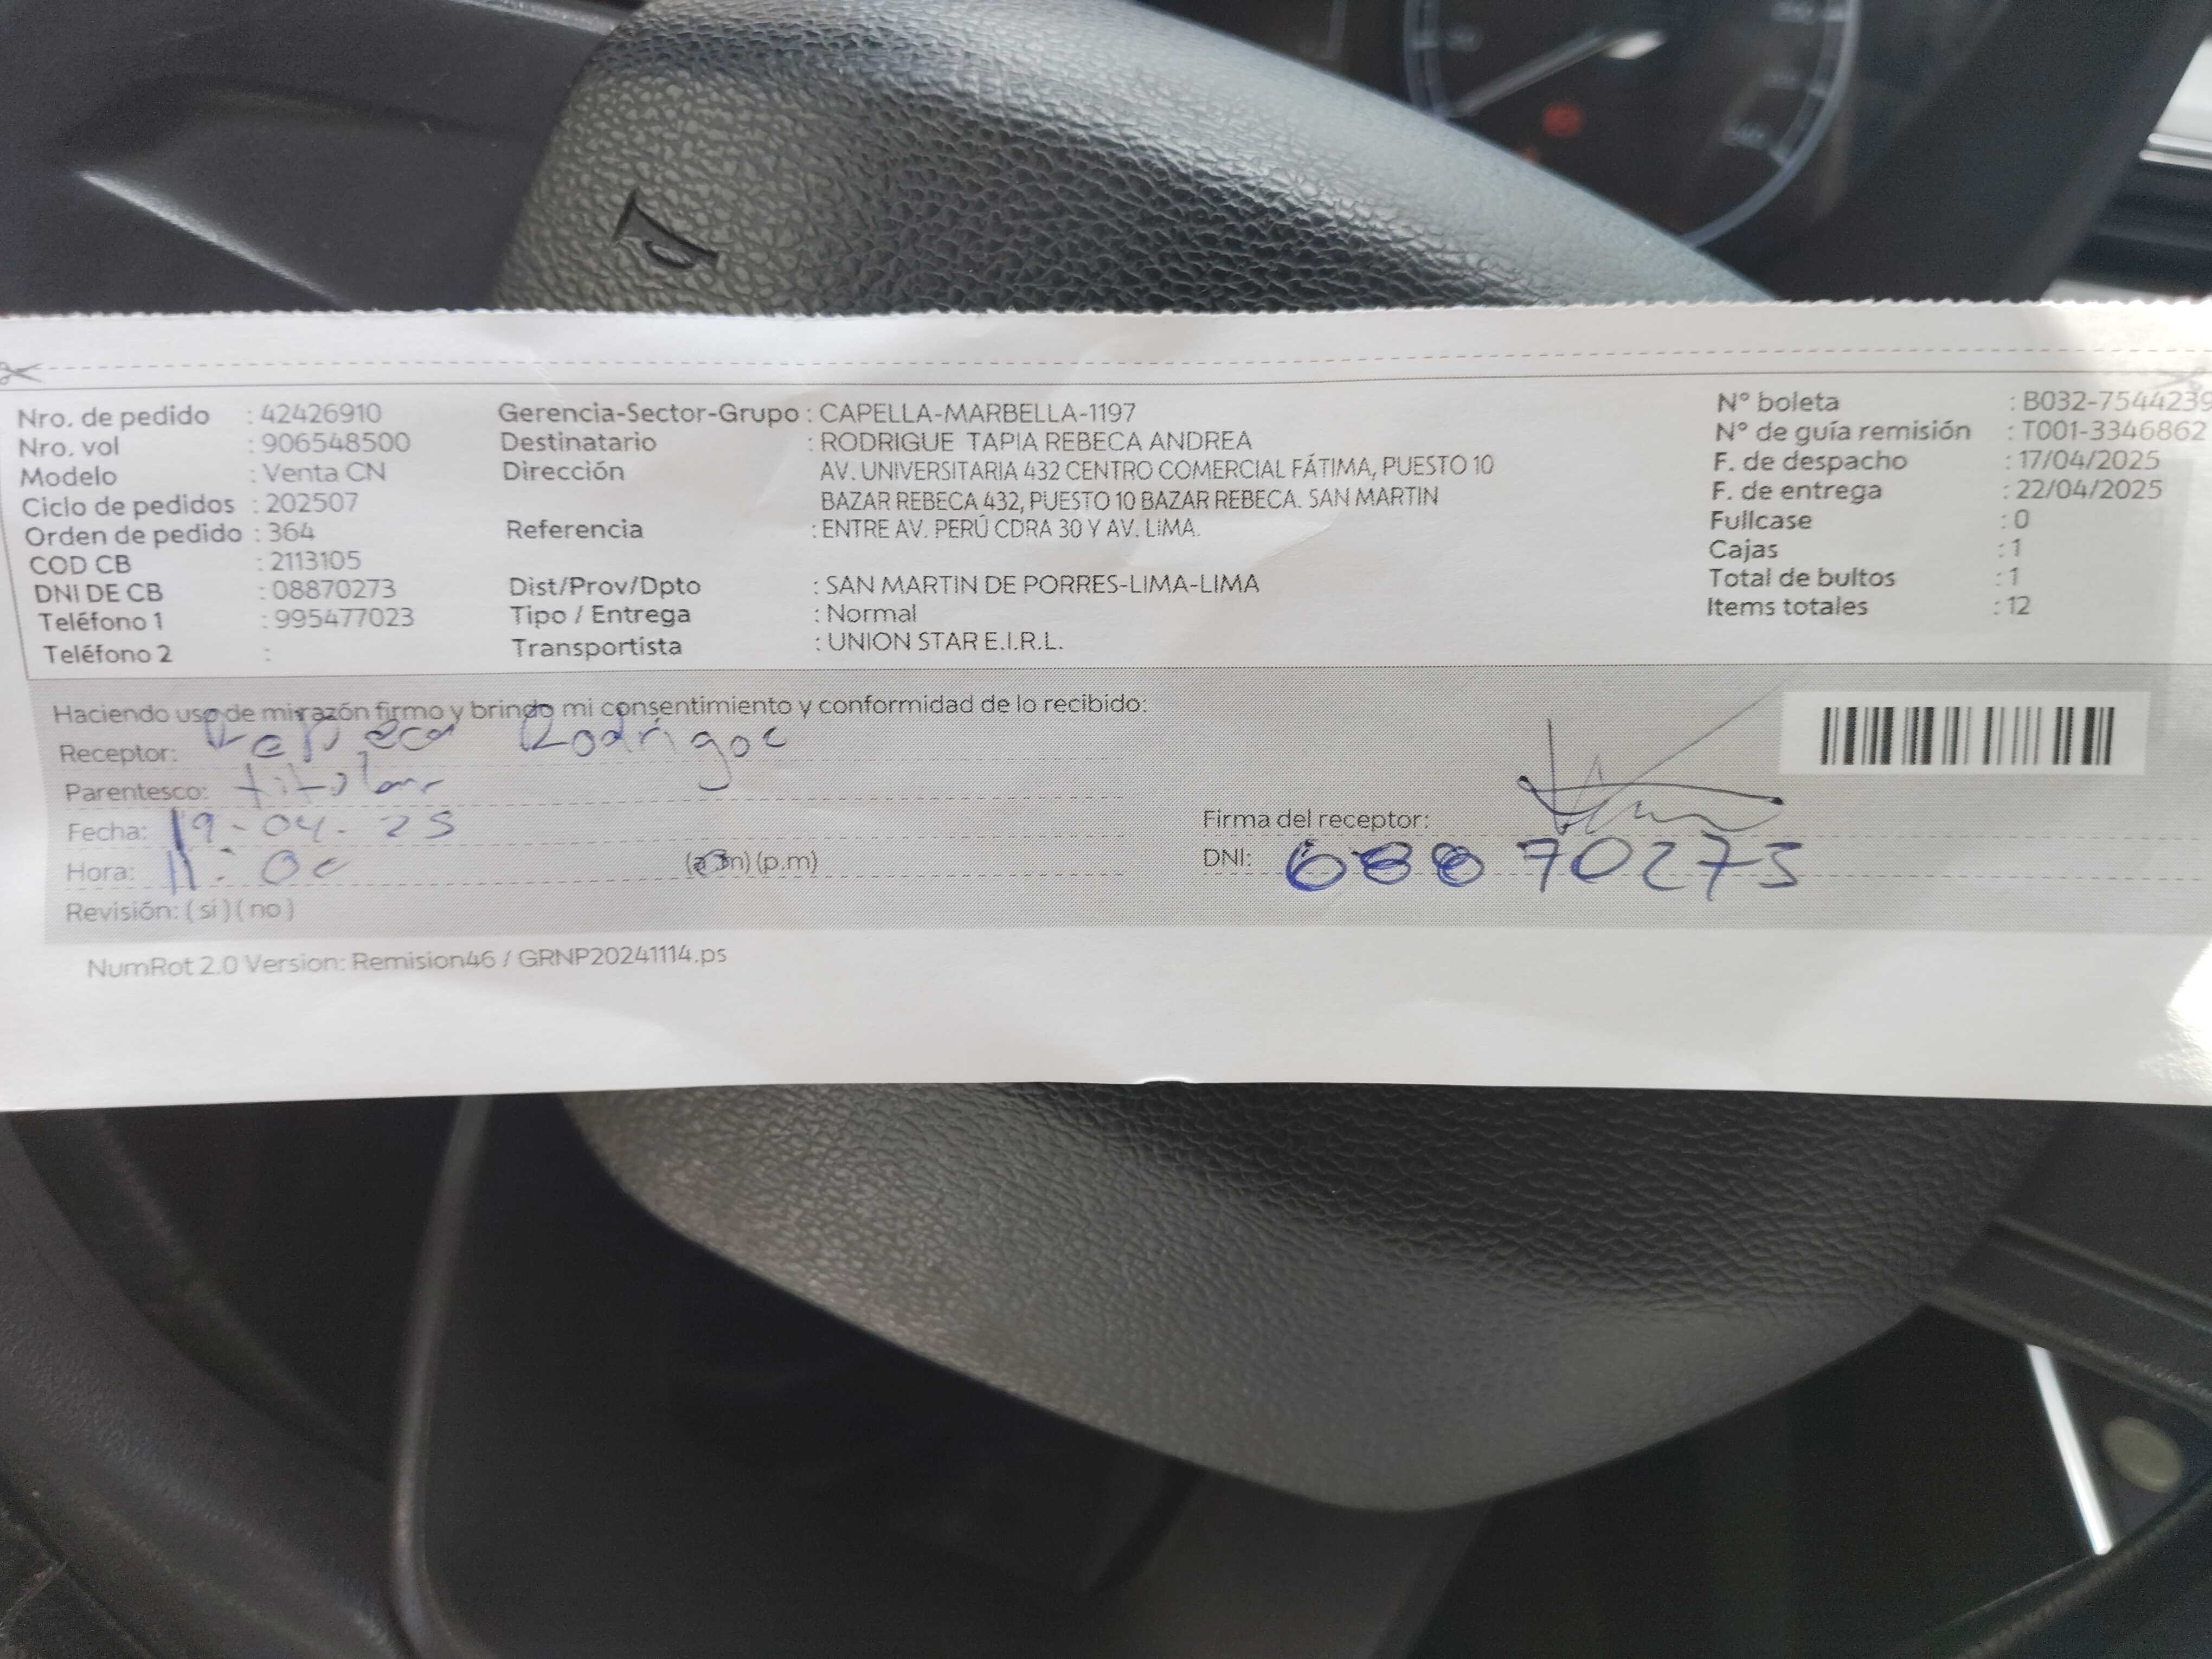 Nro. de pedido : 42426910
Nro. vol : 906548500
Modelo : Venta CN
Ciclo de pedidos : 202507
Orden de pedido : 364
COD CB : 2113105
DNI DE CB : 08870273
Teléfono 1 : 995477023
Teléfono 2 :
Gerencia-Sector-Grupo : CAPELLA-MARBELLA-1197
Destinatario : RODRIGUE TAPIA REBECA ANDREA
Dirección AV. UNIVERSITARIA 432 CENTRO COMERCIAL FÁTIMA, PUESTO 10
BAZAR REBECA 432, PUESTO 10 BAZAR REBECA. SAN MARTIN
Referencia : ENTRE AV. PERÚ CDRA 30 Y AV. LIMA.
Dist/Prov/Dpto : SAN MARTIN DE PORRES-LIMA-LIMA
Tipo / Entrega : Normal
Transportista : UNION STAR E.I.R.L.
N° boleta : B032-7544239
N° de guía remisión : T001-3346862
F. de despacho : 17/04/2025
F. de entrega : 22/04/2025
Fullcase : 0
Cajas : 1
Total de bultos : 1
Items totales : 12
Haciendo uso de mi razón firmo y brindo mi consentimiento y conformidad de lo recibido:
Receptor: Rebeca Rodrigoe
Parentesco: titular
Fecha: 19-04-25
Hora: 11:00 (a.m) (p.m)
Revisión: ( si ) ( no )
Firma del receptor:
DNI: 08870273
NumRot 2.0 Version: Remision46 / GRNP20241114.ps